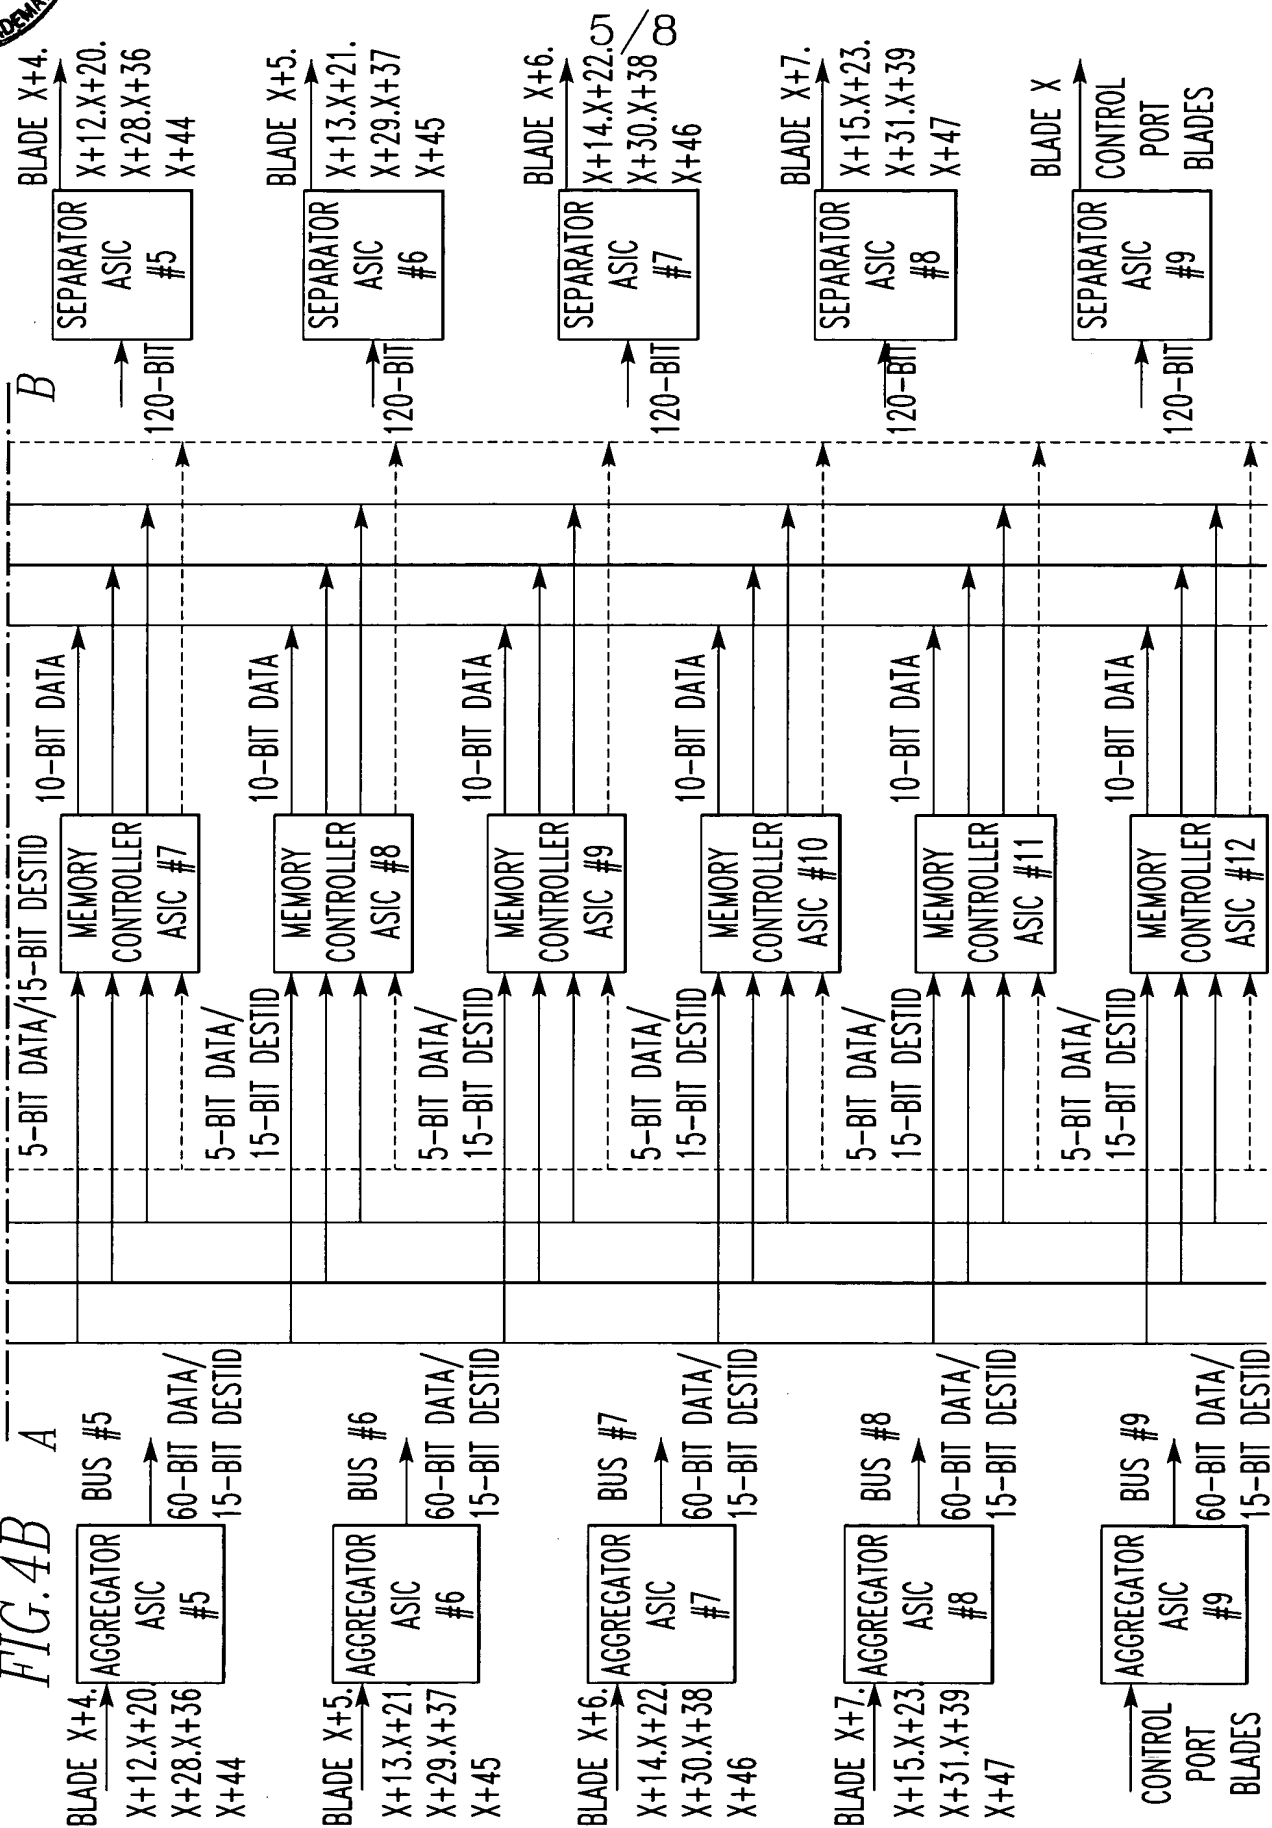 5/8
FIG.4B
A
B
BLADE X+4.
X+12.X+20.
X+28.X+36
X+44
AGGREGATOR
ASIC
#5
BUS #5
60-BIT DATA/
15-BIT DESTID
BLADE X+5.
X+13.X+21.
X+29.X+37
X+45
AGGREGATOR
ASIC
#6
BUS #6
60-BIT DATA/
15-BIT DESTID
BLADE X+6.
X+14.X+22.
X+30.X+38
X+46
AGGREGATOR
ASIC
#7
BUS #7
60-BIT DATA/
15-BIT DESTID
BLADE X+7.
X+15.X+23.
X+31.X+39
X+47
AGGREGATOR
ASIC
#8
BUS #8
60-BIT DATA/
15-BIT DESTID
CONTROL
PORT
BLADES
AGGREGATOR
ASIC
#9
BUS #9
60-BIT DATA/
15-BIT DESTID
5-BIT DATA/15-BIT DESTID
MEMORY
CONTROLLER
ASIC #7
10-BIT DATA
5-BIT DATA/
15-BIT DESTID
MEMORY
CONTROLLER
ASIC #8
10-BIT DATA
5-BIT DATA/
15-BIT DESTID
MEMORY
CONTROLLER
ASIC #9
10-BIT DATA
5-BIT DATA/
15-BIT DESTID
MEMORY
CONTROLLER
ASIC #10
10-BIT DATA
5-BIT DATA/
15-BIT DESTID
MEMORY
CONTROLLER
ASIC #11
10-BIT DATA
5-BIT DATA/
15-BIT DESTID
MEMORY
CONTROLLER
ASIC #12
10-BIT DATA
120-BIT
SEPARATOR
ASIC
#5
BLADE X+4.
X+12.X+20.
X+28.X+36
X+44
120-BIT
SEPARATOR
ASIC
#6
BLADE X+5.
X+13.X+21.
X+29.X+37
X+45
120-BIT
SEPARATOR
ASIC
#7
BLADE X+6.
X+14.X+22.
X+30.X+38
X+46
120-BIT
SEPARATOR
ASIC
#8
BLADE X+7.
X+15.X+23.
X+31.X+39
X+47
120-BIT
SEPARATOR
ASIC
#9
BLADE X
CONTROL
PORT
BLADES